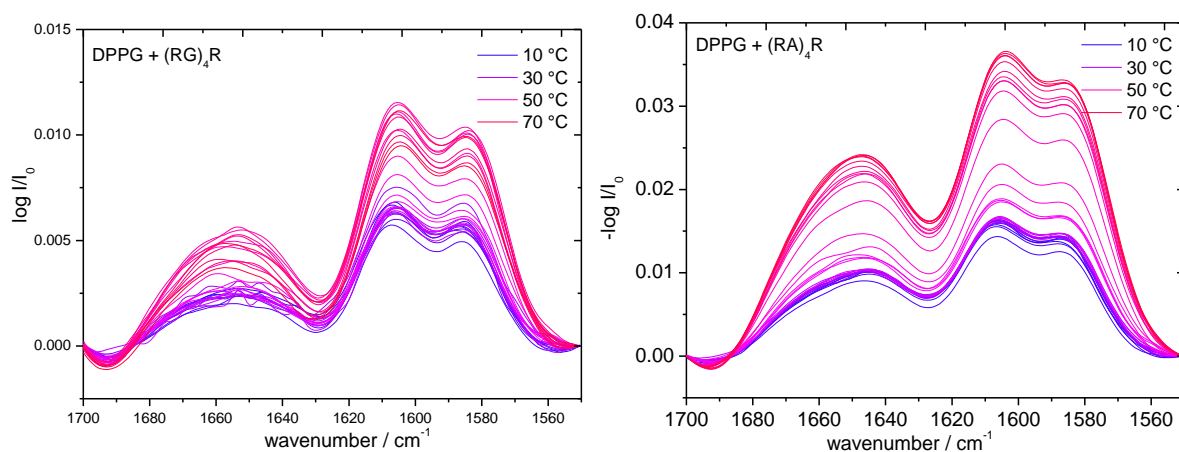 0.015
0.010
0.005
0.000
log I/I₀
DPPG + (RG)₄R
10 °C
30 °C
50 °C
70 °C
1700 1660 1640 1620 1600 1580 1560
wavenumber / cm⁻¹
-0.04
0.03
0.02
0.01
0.00
-log I/I₀
DPPG + (RA)₄R
10 °C
30 °C
50 °C
70 °C
1700 1660 1640 1620 1600 1580 1560
wavenumber / cm⁻¹